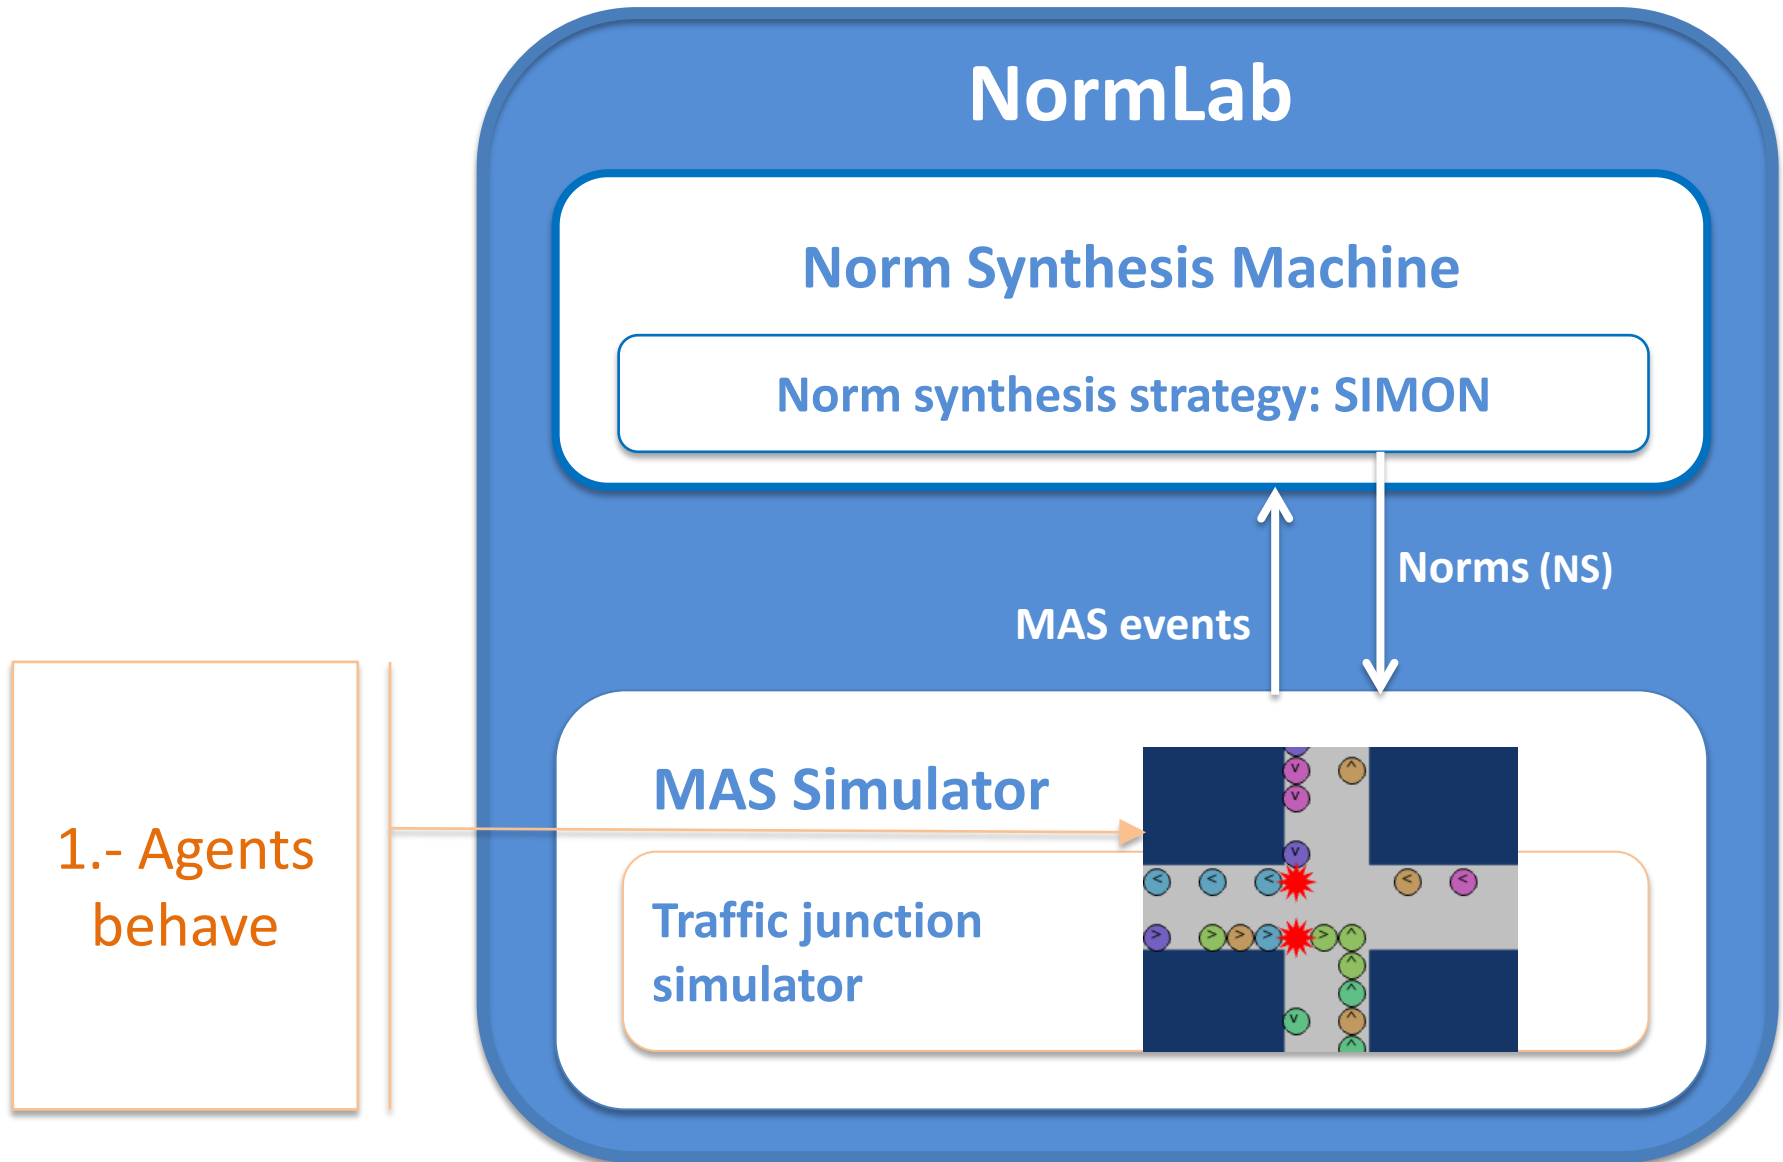 NormLab
Norm Synthesis Machine
Norm synthesis strategy: SIMON
Norms (NS)
MAS events
MAS Simulator
Traffic junction
simulator
1.- Agents
behave